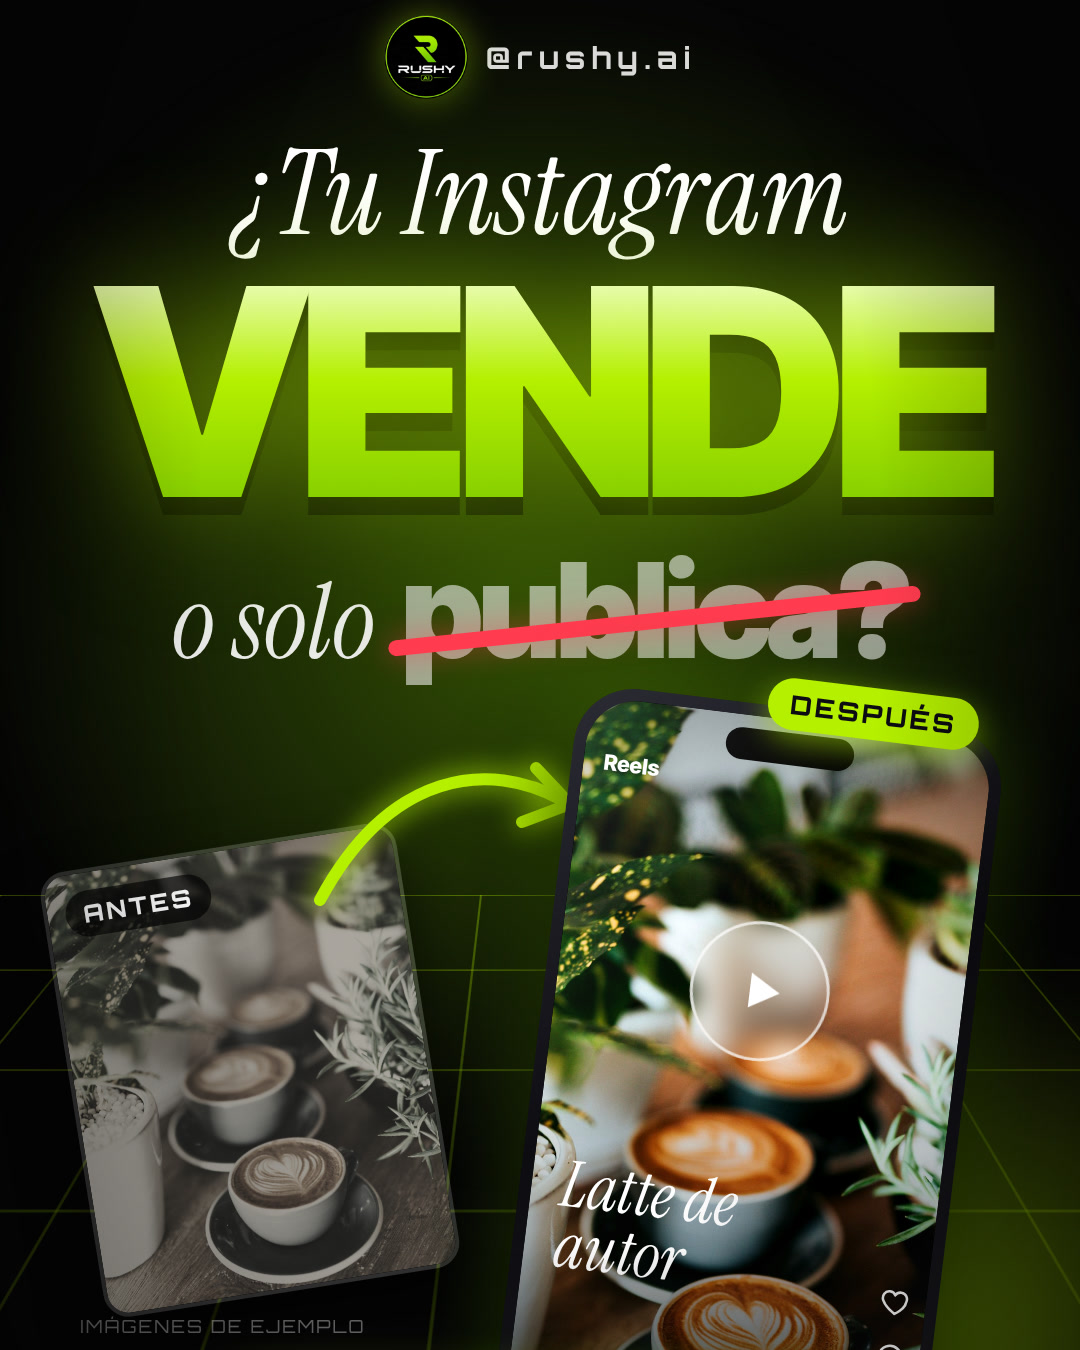 RUSHY
AI
@rushy.ai
¿Tu Instagram
VENDE
o solo publica?
DESPUÉS
Reels
ANTES
Latte de
autor
IMÁGENES DE EJEMPLO